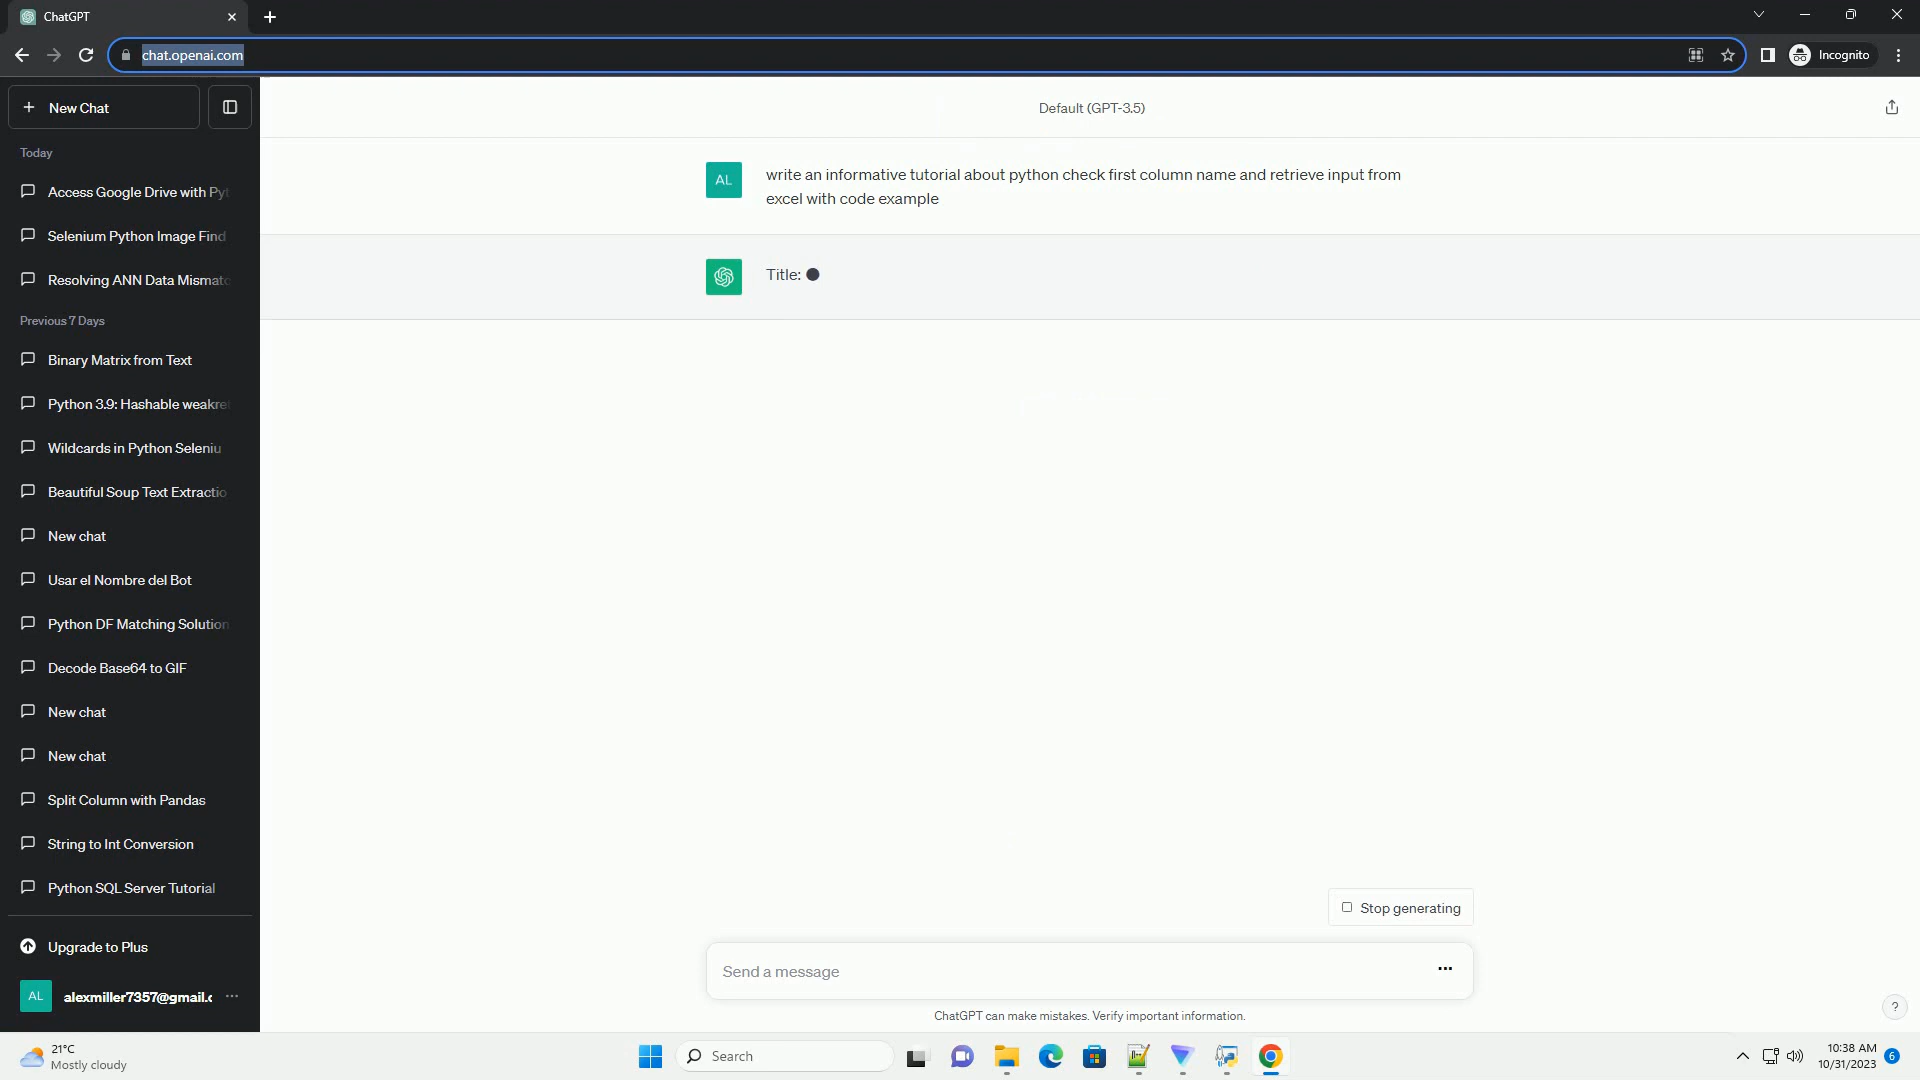 ChatGPT
chat.openai.com
Incognito
New Chat
Default (GPT-3.5)
Today
Access Google Drive with Pyt
Selenium Python Image Find
Resolving ANN Data Mismatc
Previous 7 Days
Binary Matrix from Text
Python 3.9: Hashable weakre
Wildcards in Python Seleniu
Beautiful Soup Text Extractio
New chat
Usar el Nombre del Bot
Python DF Matching Solution
Decode Base64 to GIF
New chat
New chat
Split Column with Pandas
String to Int Conversion
Python SQL Server Tutorial
Upgrade to Plus
AL
alexmiller7357@gmail.c
AL
write an informative tutorial about python check first column name and retrieve input from
excel with code example
Title:
Stop generating
Send a message
ChatGPT can make mistakes. Verify important information.
?
21°C
Mostly cloudy
Search
10:38 AM
10/31/2023
6